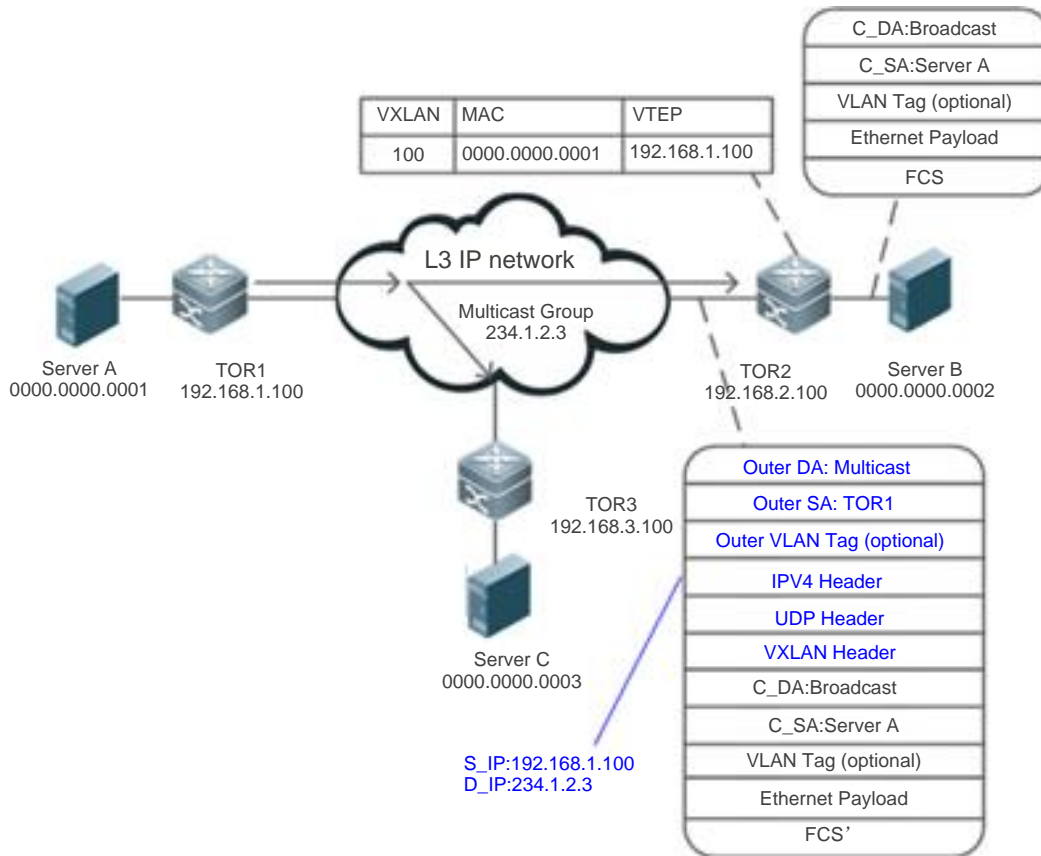 C_DA:Broadcast
C_SA:Server A
VLAN Tag (optional)
Ethernet Payload
FCS
VXLAN MAC VTEP
100 0000.0000.0001 192.168.1.100
L3 IP network
Multicast Group
234.1.2.3
Server A
0000.0000.0001
TOR1
192.168.1.100
TOR2
192.168.2.100
Server B
0000.0000.0002
TOR3
192.168.3.100
Server C
0000.0000.0003
Outer DA: Multicast
Outer SA: TOR1
Outer VLAN Tag (optional)
IPV4 Header
UDP Header
VXLAN Header
C_DA:Broadcast
C_SA:Server A
VLAN Tag (optional)
Ethernet Payload
FCS’
S_IP:192.168.1.100
D_IP:234.1.2.3